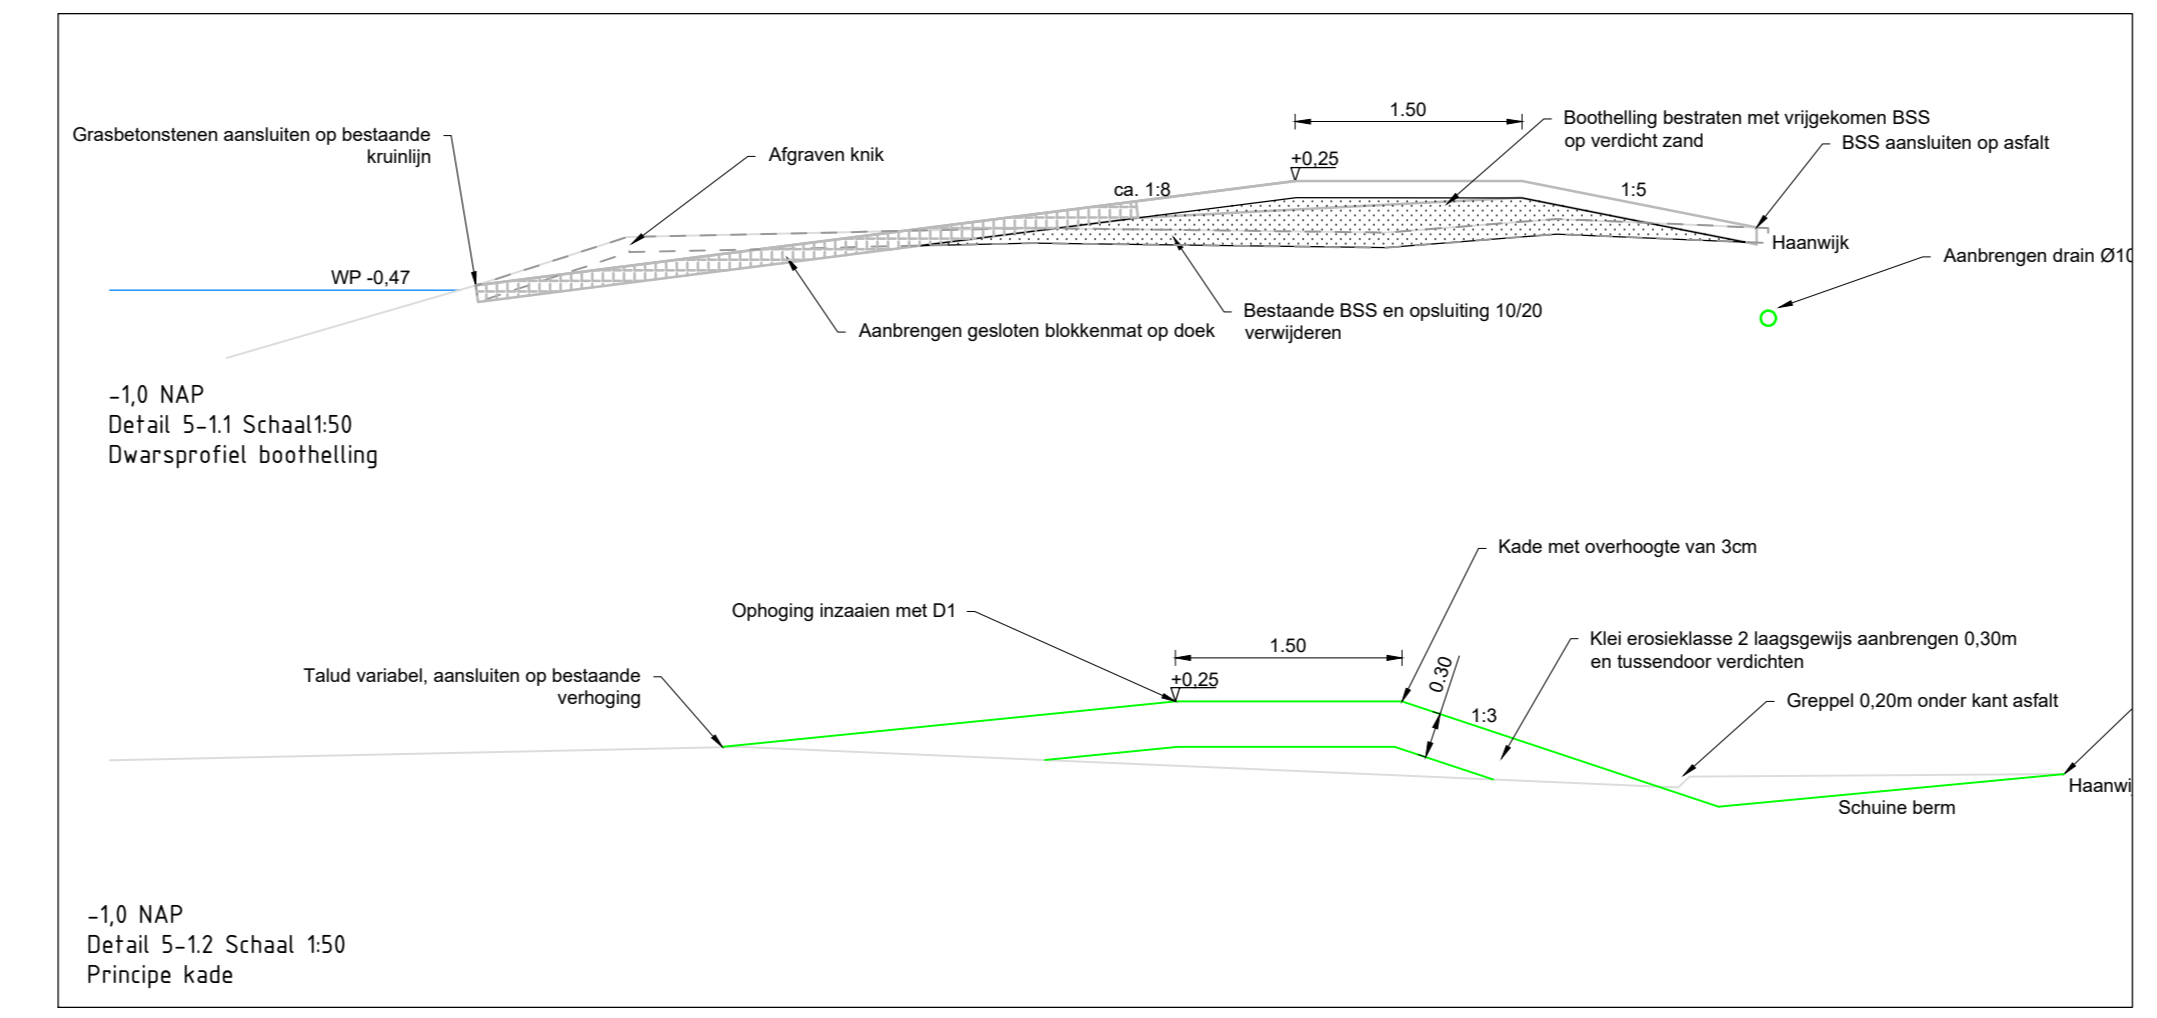 1.50
Grasbetonstenen aansluiten op bestaande
kruinlijn
Afgraven knik
Boothelling bestraten met vrijgekomen BSS
op verdicht zand
BSS aansluiten op asfalt
+0,25
ca. 1:8
1:5
Haanwijk
WP -0,47
Aanbrengen drain Ø10
Aanbrengen gesloten blokkenmat op doek
Bestaande BSS en opsluiting 10/20
verwijderen
-1,0 NAP
Detail 5-1.1 Schaal1:50
Dwarsprofiel boothelling
Kade met overhoogte van 3cm
Ophoging inzaaien met D1
1.50
Klei erosieklasse 2 laagsgewijs aanbrengen 0,30m
en tussendoor verdichten
Talud variabel, aansluiten op bestaande
verhoging
+0,25
0.30
1:3
Greppel 0,20m onder kant asfalt
Haanwij
Schuine berm
-1,0 NAP
Detail 5-1.2 Schaal 1:50
Principe kade